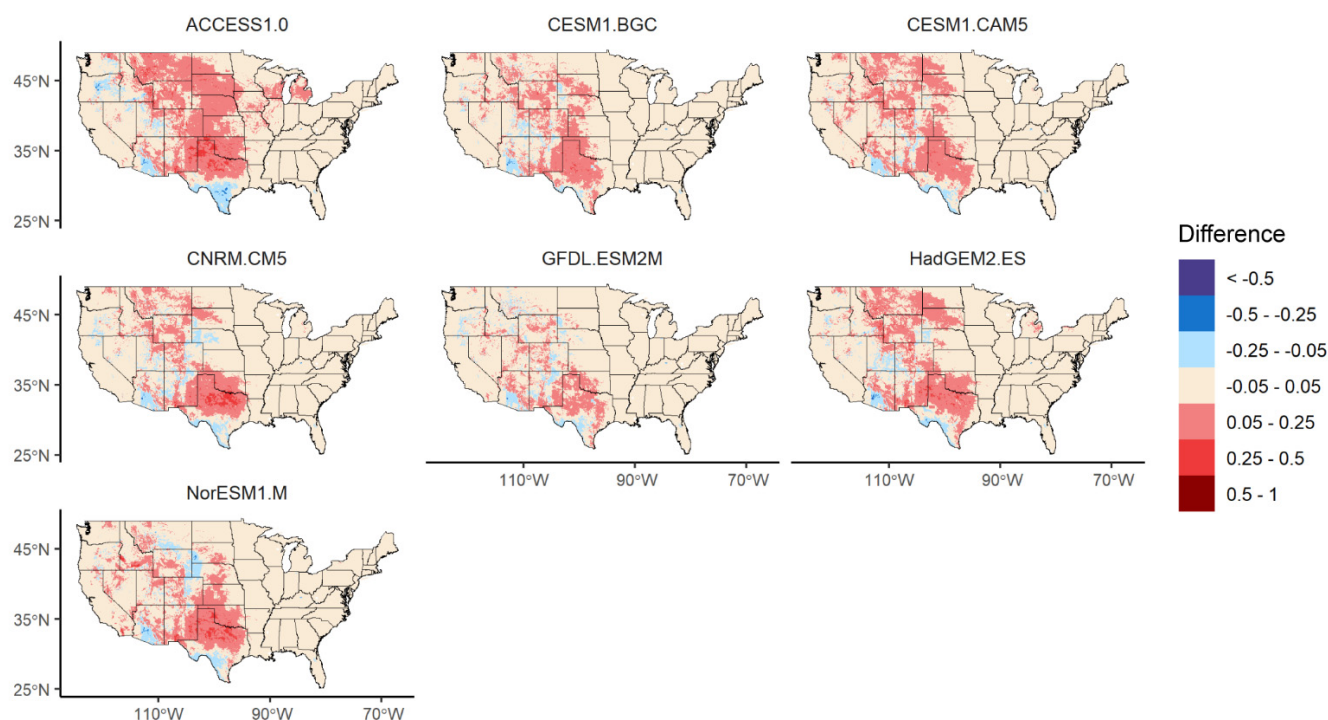 ACCESS1.0
CESM1.BGC
CESM1.CAM5
45°N
35°N
25°N
CNRM.CM5
GFDL.ESM2M
HadGEM2.ES
45°N
35°N
25°N
110°W 90°W 70°W
110°W 90°W 70°W
NorESM1.M
45°N
35°N
25°N
110°W 90°W 70°W
Difference
< -0.5
-0.5 - -0.25
-0.25 - -0.05
-0.05 - 0.05
0.05 - 0.25
0.25 - 0.5
0.5 - 1